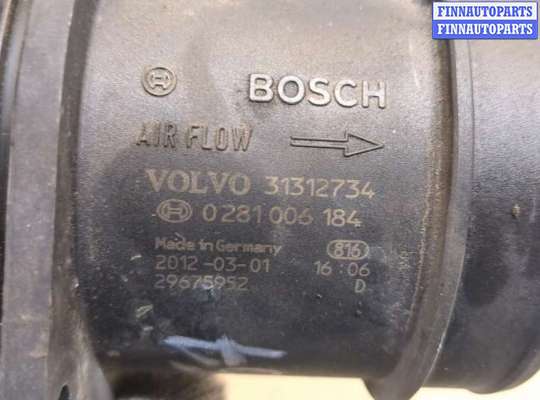 FINNAUTOPARTS
FINNAUTOPARTS
FINNAUTOPARTS
BOSCH
AIR FLOW
VOLVO 31312734
0 281 006 184
Made in Germany 816
2012-03-01 16:06
29675952 D